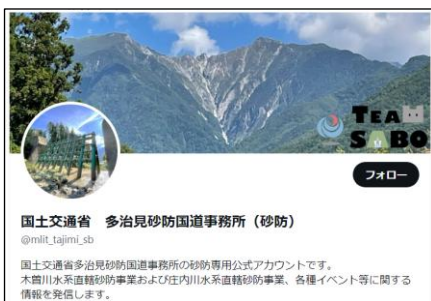 TEAM
SABO
フォロー
国土交通省 多治見砂防国道事務所（砂防）
@mlit_tajimi_sb
国土交通省多治見砂防国道事務所の砂防専用公式アカウントです。
木曽川水系直轄砂防事業および庄内川水系直轄砂防事業、各種イベント等に関する
情報を発信します。